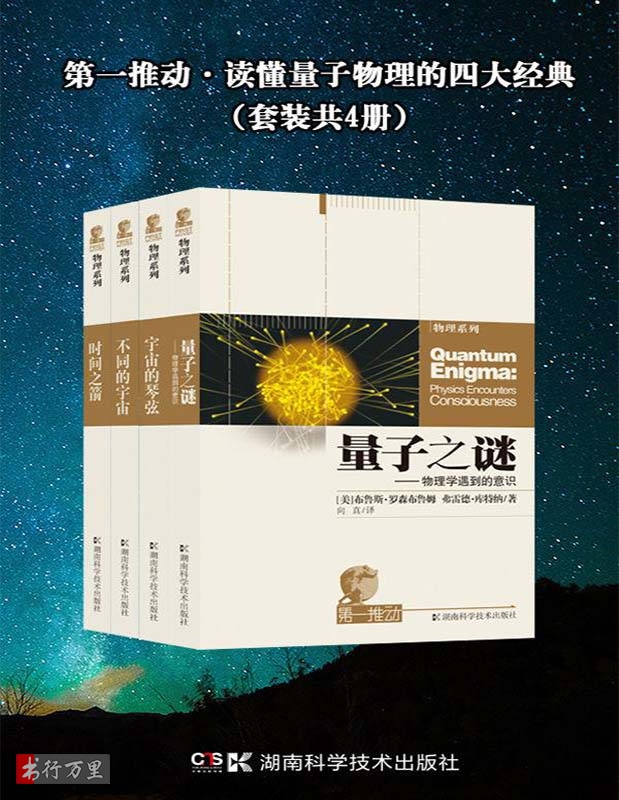 第一推动·读懂量子物理的四大经典
（套装共4册）
物理系列
时间之箭
湖南科学技术出版社
物理系列
不同的宇宙
湖南科学技术出版社
物理系列
宇宙的琴弦
湖南科学技术出版社
物理系列
量子之谜
——物理学遇到的意识
湖南科学技术出版社
物理系列
Quantum
Enigma:
Physics Encounters
Consciousness
量子之谜
——物理学遇到的意识
[美]布鲁斯·罗森布鲁姆 弗雷德·库特纳/著
向真/译
第一推动
湖南科学技术出版社
书行万里
湖南科学技术出版社